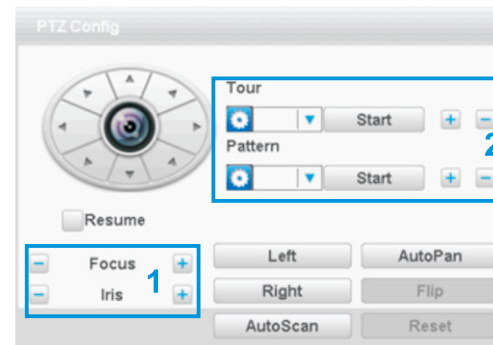 PTZ Config
Tour
Start
2
Pattern
Start
Resume
Focus
1
Iris
Left
AutoPan
Right
Flip
AutoScan
Reset